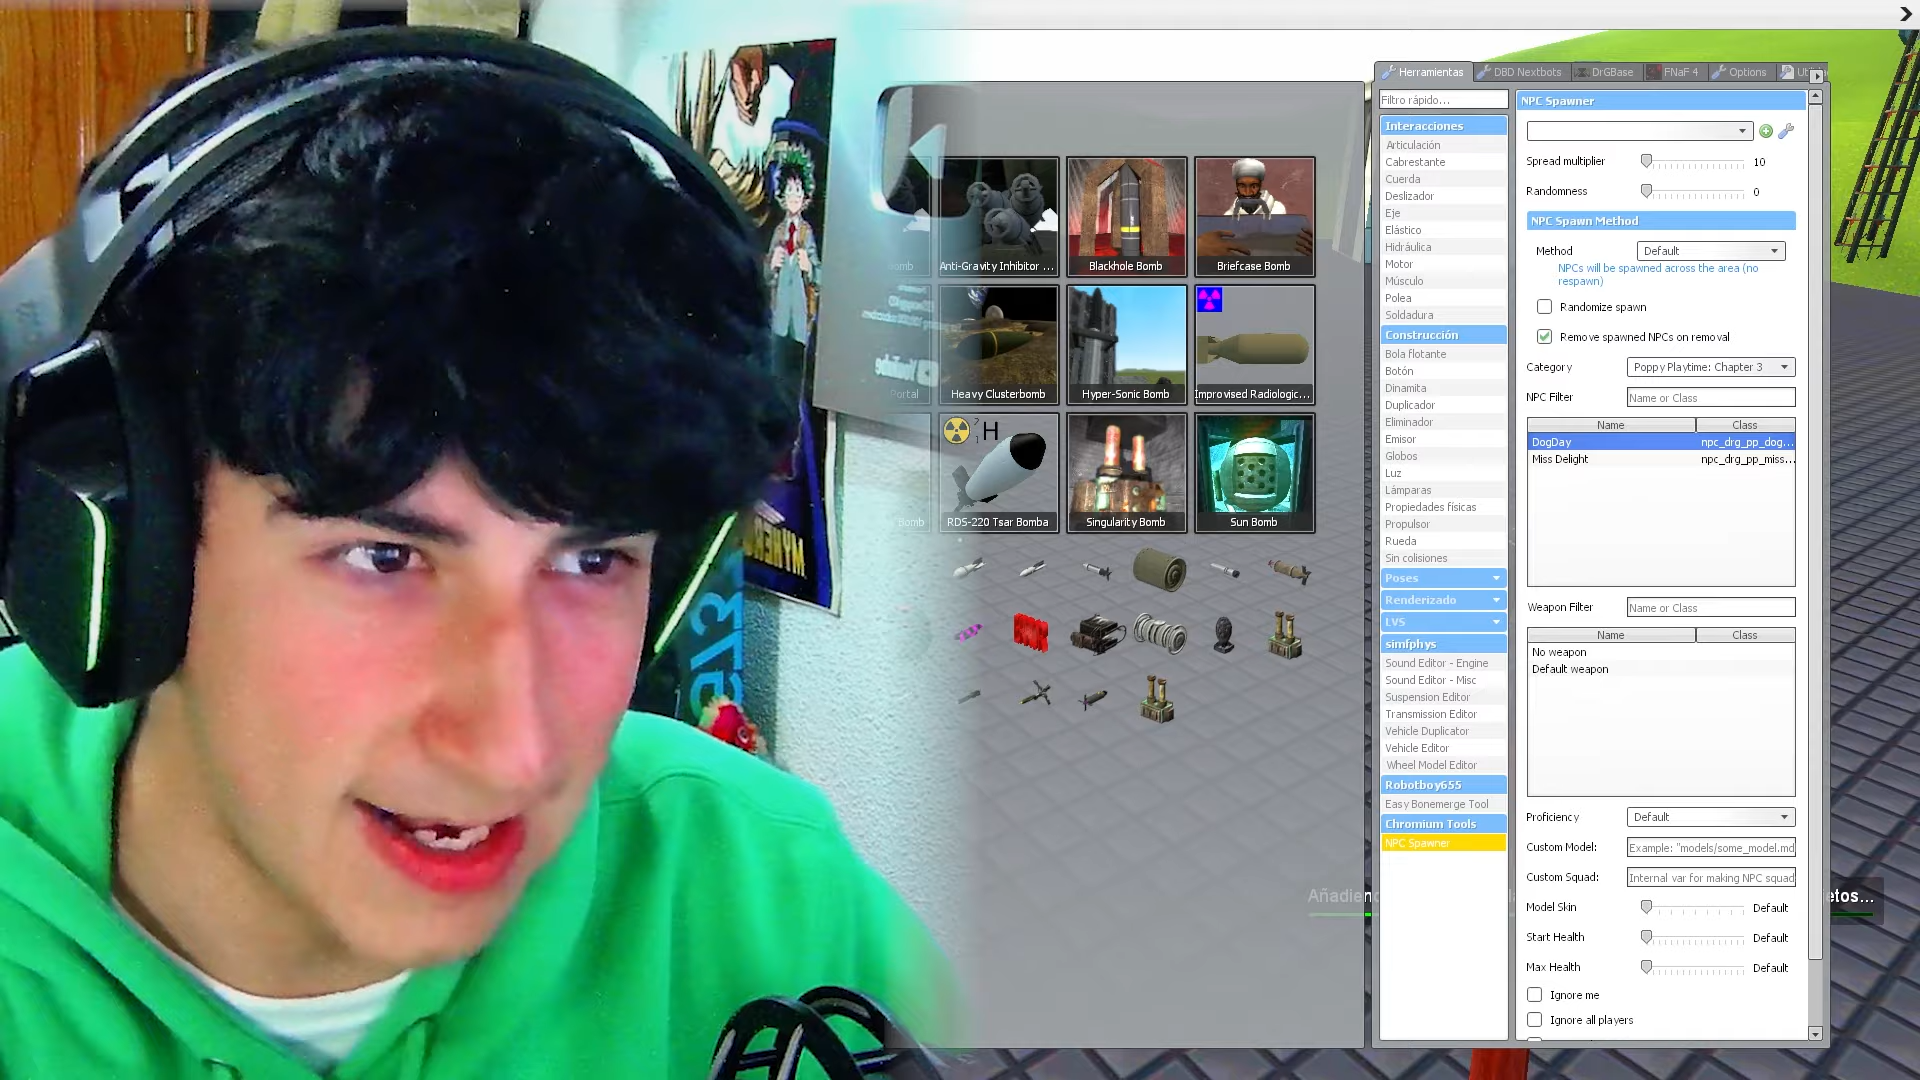 Herramientas
DBD Nextbots
DrGBase
FNaF 4
Options
Filtro rápido...
Interacciones
Articulación
Cabrestante
Cuerda
Deslizador
Eje
Elástico
Hidráulica
Motor
Músculo
Polea
Soldadura
Construcción
Bola flotante
Botón
Dinamita
Duplicador
Eliminador
Emisor
Globos
Luz
Lámparas
Propiedades físicas
Propulsor
Rueda
Sin colisiones
Poses
Renderizado
LVS
simfphys
Sound Editor - Engine
Sound Editor - Misc
Suspension Editor
Transmission Editor
Vehicle Duplicator
Vehicle Editor
Wheel Model Editor
Robotboy655
Easy Bonemerge Tool
Chromium Tools
NPC Spawner
NPC Spawner
Spread multiplier 10
Randomness 0
NPC Spawn Method
Method Default
NPCs will be spawned across the area (no
respawn)
Randomize spawn
Remove spawned NPCs on removal
Category Poppy Playtime: Chapter 3
NPC Filter Name or Class
Name Class
DogDay npc_drg_pp_dog...
Miss Delight npc_drg_pp_miss...
Weapon Filter Name or Class
Name Class
No weapon
Default weapon
Proficiency Default
Custom Model: Example: "models/some_model.md
Custom Squad: Internal var for making NPC squad
Model Skin Default
Start Health Default
Max Health Default
Ignore me
Ignore all players
Anti-Gravity Inhibitor ...
Blackhole Bomb
Briefcase Bomb
Portal
Heavy Clusterbomb
Hyper-Sonic Bomb
Improvised Radiologic...
Bomb
H
RDS-220 Tsar Bomba
Singularity Bomb
Sun Bomb
YouTube